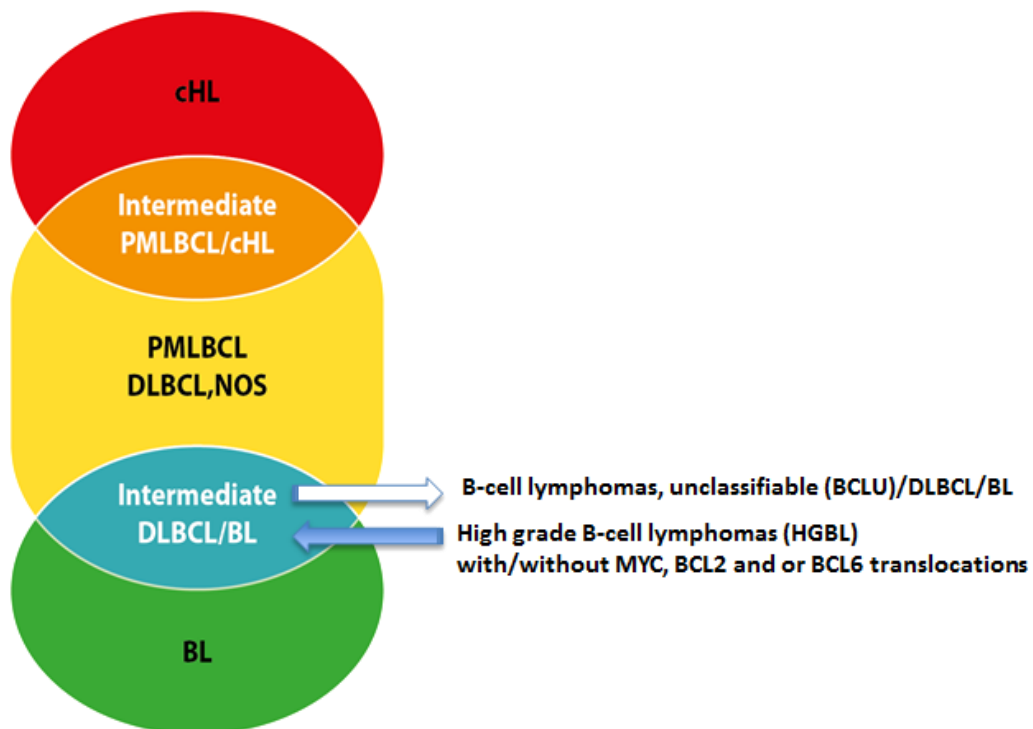 cHL
Intermediate
PMLBCL/cHL
PMLBCL
DLBCL,NOS
Intermediate
DLBCL/BL
B-cell lymphomas, unclassifiable (BCLU)/DLBCL/BL
High grade B-cell lymphomas (HGBL)
with/without MYC, BCL2 and or BCL6 translocations
BL